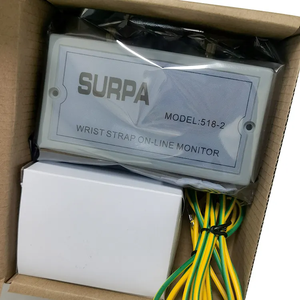 SURPA
MODEL:518-2
WRIST STRAP ON-LINE MONITOR